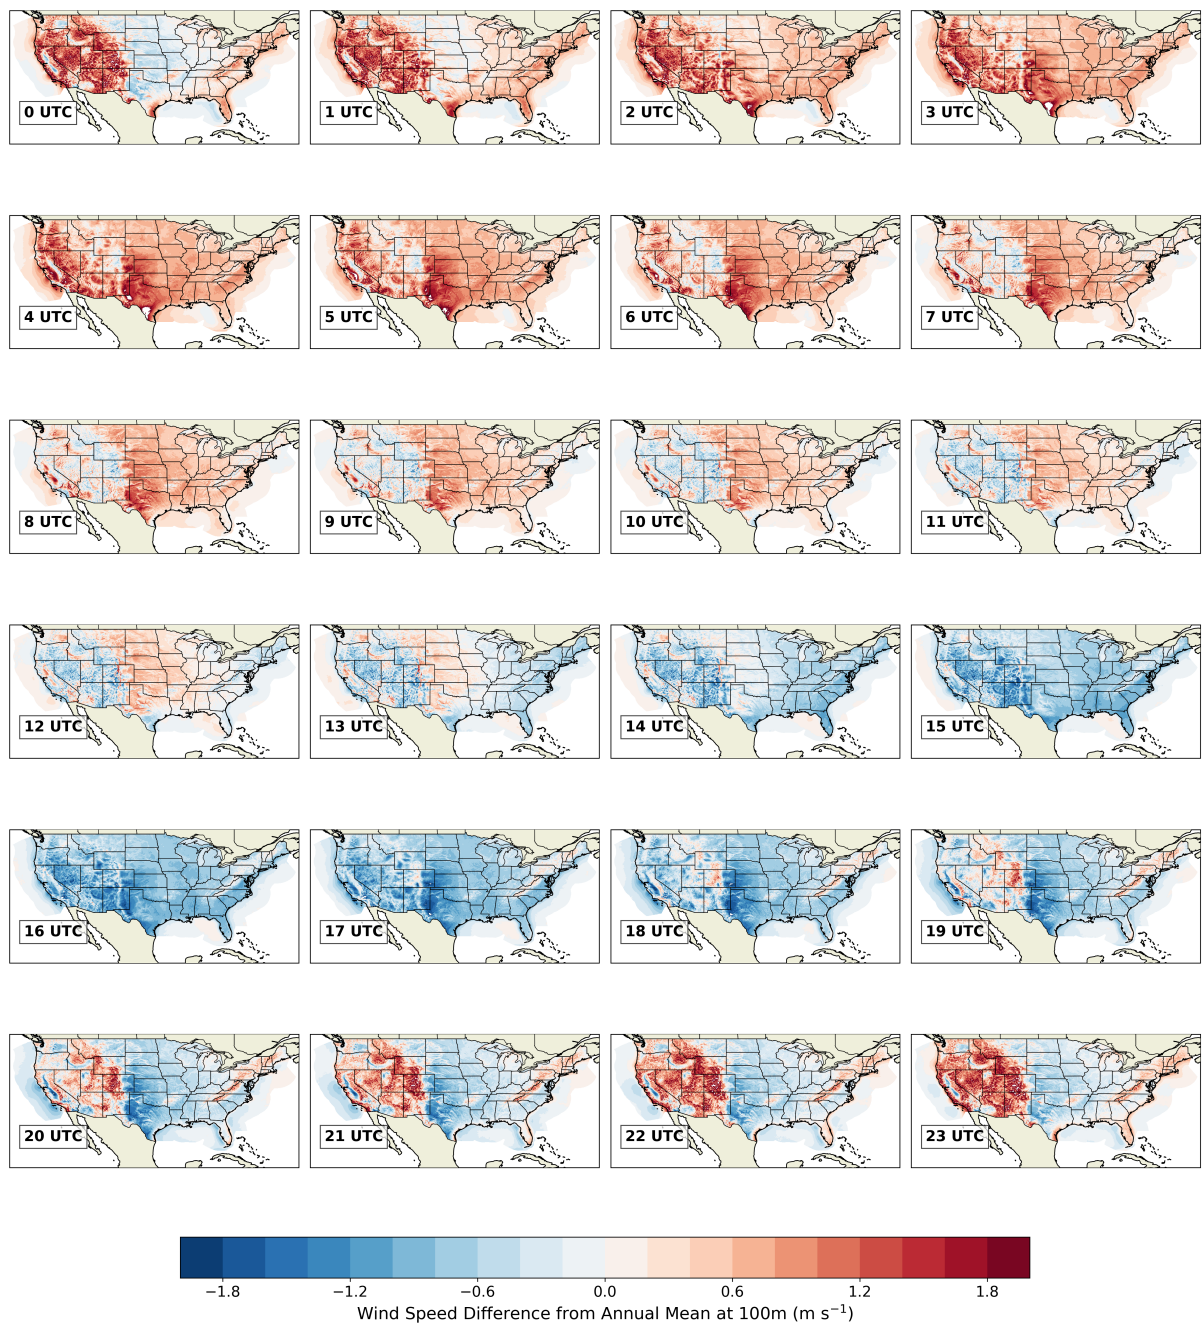 0 UTC
1 UTC
2 UTC
3 UTC
4 UTC
5 UTC
6 UTC
7 UTC
8 UTC
9 UTC
10 UTC
11 UTC
12 UTC
13 UTC
14 UTC
15 UTC
16 UTC
17 UTC
18 UTC
19 UTC
20 UTC
21 UTC
22 UTC
23 UTC
−1.8 −1.2 −0.6 0.0 0.6 1.2 1.8
Wind Speed Difference from Annual Mean at 100m (m s⁻¹)